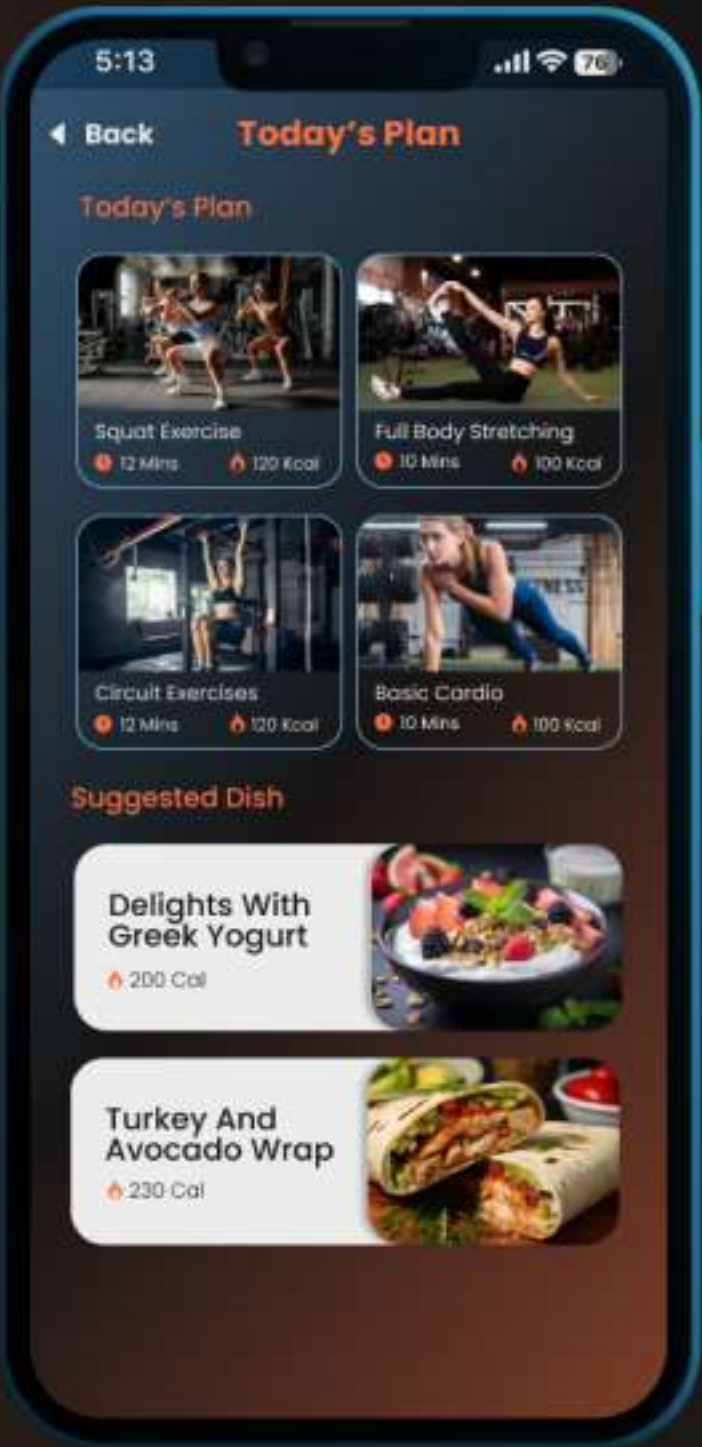 5:13
76
Back
Today's Plan
Today's Plan
Squat Exercise
12 Mins
120 Kcal
Full Body Stretching
10 Mins
100 Kcal
Circuit Exercises
12 Mins
120 Kcal
TNESS
Basic Cardio
10 Mins
100 Kcal
Suggested Dish
Delights With
Greek Yogurt
200 Cal
Turkey And
Avocado Wrap
230 Cal